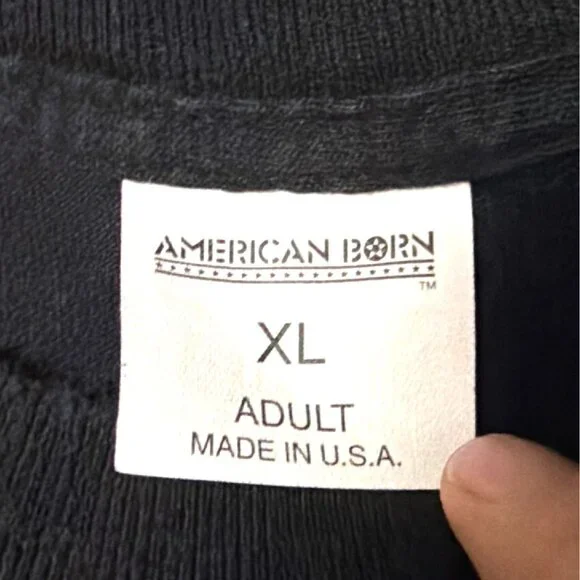 AMERICAN BORN
TM
XL
ADULT
MADE IN U.S.A.